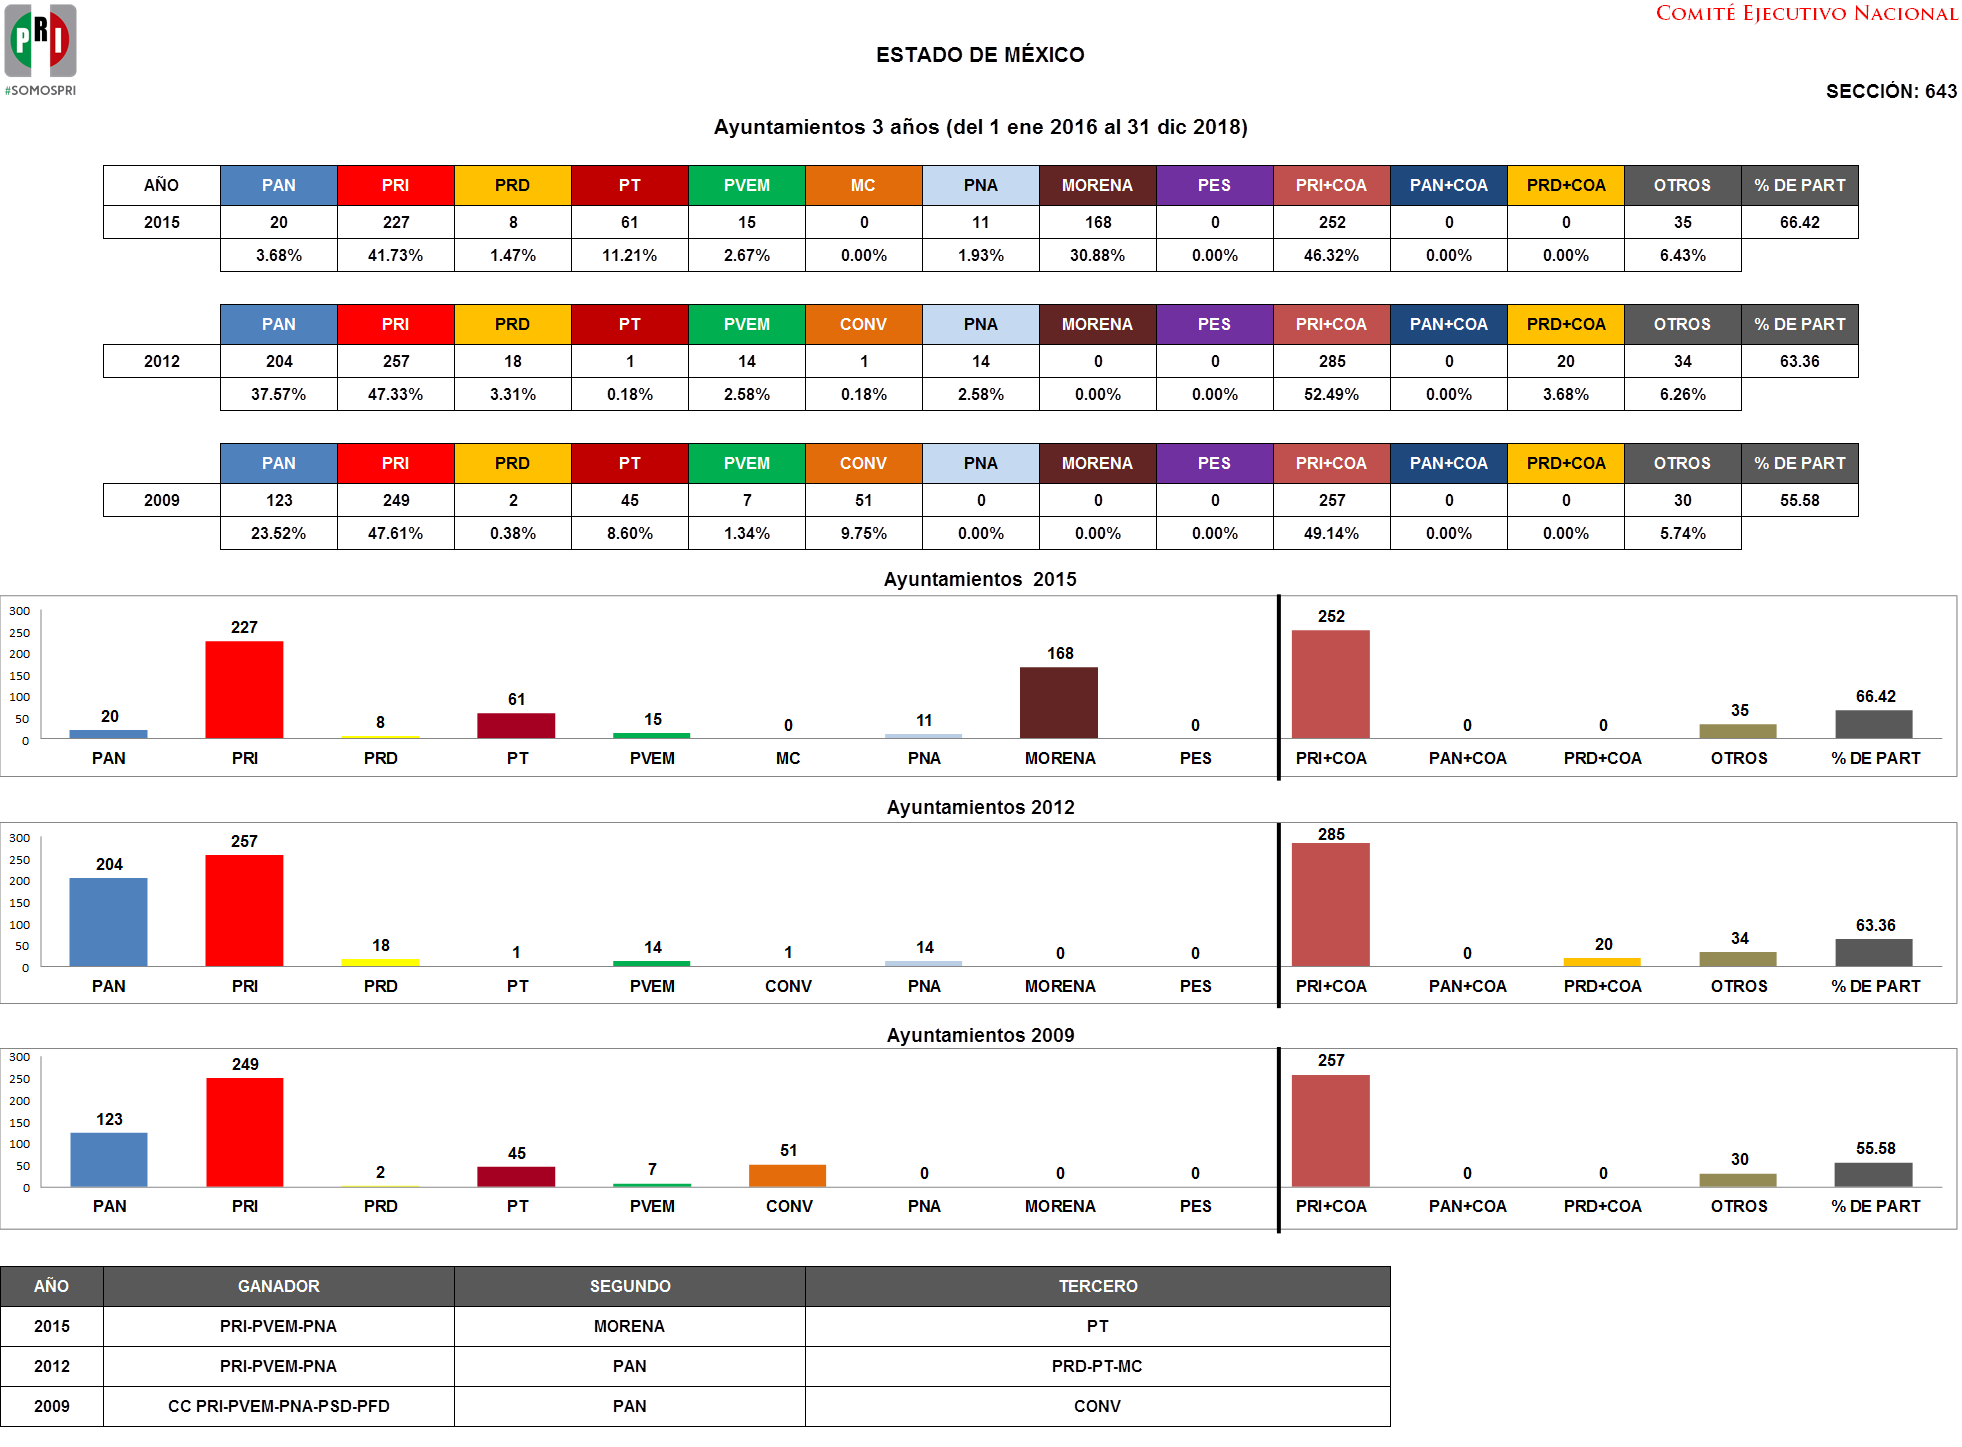 PRI
#SOMOSPRI
COMITÉ EJECUTIVO NACIONAL
ESTADO DE MÉXICO
SECCIÓN: 643
Ayuntamientos 3 años (del 1 ene 2016 al 31 dic 2018)
AÑO PAN PRI PRD PT PVEM MC PNA MORENA PES PRI+COA PAN+COA PRD+COA OTROS % DE PART
2015 20 227 8 61 15 0 11 168 0 252 0 0 35 66.42
3.68% 41.73% 1.47% 11.21% 2.67% 0.00% 1.93% 30.88% 0.00% 46.32% 0.00% 0.00% 6.43%
PAN PRI PRD PT PVEM CONV PNA MORENA PES PRI+COA PAN+COA PRD+COA OTROS % DE PART
2012 204 257 18 1 14 1 14 0 0 285 0 20 34 63.36
37.57% 47.33% 3.31% 0.18% 2.58% 0.18% 2.58% 0.00% 0.00% 52.49% 0.00% 3.68% 6.26%
PAN PRI PRD PT PVEM CONV PNA MORENA PES PRI+COA PAN+COA PRD+COA OTROS % DE PART
2009 123 249 2 45 7 51 0 0 0 257 0 0 30 55.58
23.52% 47.61% 0.38% 8.60% 1.34% 9.75% 0.00% 0.00% 0.00% 49.14% 0.00% 0.00% 5.74%
Ayuntamientos 2015
300
250
200
150
100
50
0
20 227 8 61 15 0 11 168 0 252 0 0 35 66.42
PAN PRI PRD PT PVEM MC PNA MORENA PES PRI+COA PAN+COA PRD+COA OTROS % DE PART
Ayuntamientos 2012
300
250
200
150
100
50
0
204 257 18 1 14 1 14 0 0 285 0 20 34 63.36
PAN PRI PRD PT PVEM CONV PNA MORENA PES PRI+COA PAN+COA PRD+COA OTROS % DE PART
Ayuntamientos 2009
300
250
200
150
100
50
0
123 249 2 45 7 51 0 0 0 257 0 0 30 55.58
PAN PRI PRD PT PVEM CONV PNA MORENA PES PRI+COA PAN+COA PRD+COA OTROS % DE PART
AÑO GANADOR SEGUNDO TERCERO
2015 PRI-PVEM-PNA MORENA PT
2012 PRI-PVEM-PNA PAN PRD-PT-MC
2009 CC PRI-PVEM-PNA-PSD-PFD PAN CONV